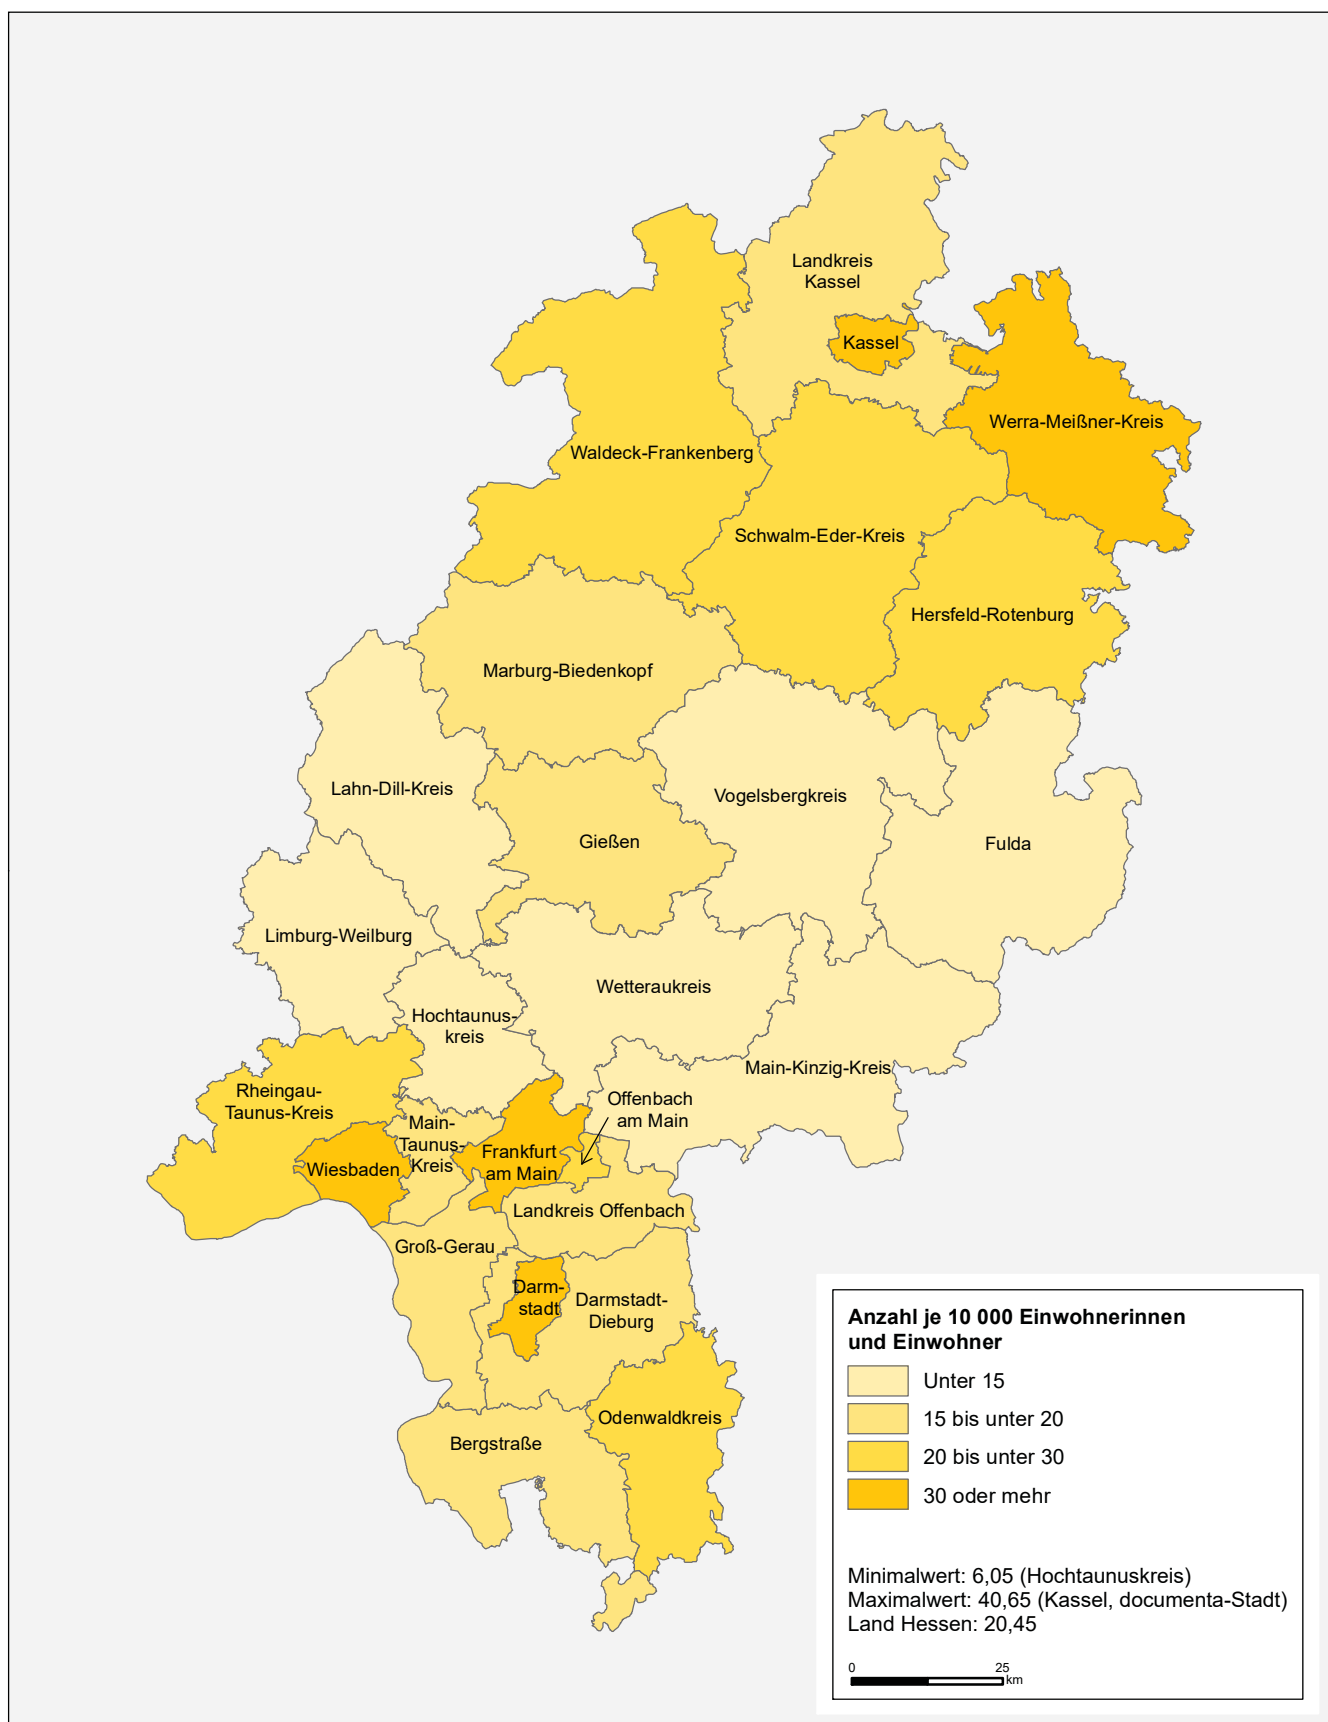 Landkreis
Kassel
Kassel
Werra-Meißner-Kreis
Waldeck-Frankenberg
Schwalm-Eder-Kreis
Hersfeld-Rotenburg
Marburg-Biedenkopf
Lahn-Dill-Kreis
Vogelsbergkreis
Gießen
Fulda
Limburg-Weilburg
Wetteraukreis
Hochtaunus-
kreis
Main-Kinzig-Kreis
Rheingau-
Taunus-Kreis
Offenbach
am Main
Main-
Taunus-
Kreis
Frankfurt
am Main
Wiesbaden
Landkreis Offenbach
Groß-Gerau
Darm-
stadt
Darmstadt-
Dieburg
Odenwaldkreis
Bergstraße
Anzahl je 10 000 Einwohnerinnen
und Einwohner
Unter 15
15 bis unter 20
20 bis unter 30
30 oder mehr
Minimalwert: 6,05 (Hochtaunuskreis)
Maximalwert: 40,65 (Kassel, documenta-Stadt)
Land Hessen: 20,45
0 25
km